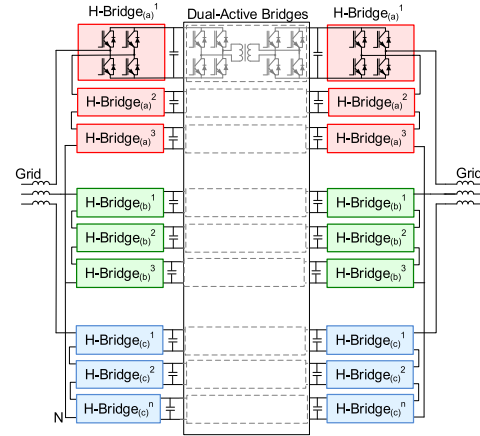 H-Bridge(a)¹ Dual-Active Bridges H-Bridge(a)¹
H-Bridge(a)² H-Bridge(a)²
H-Bridge(a)³ H-Bridge(a)³
Grid Grid
H-Bridge(b)¹ H-Bridge(b)¹
H-Bridge(b)² H-Bridge(b)²
H-Bridge(b)³ H-Bridge(b)³
H-Bridge(c)¹ H-Bridge(c)¹
H-Bridge(c)² H-Bridge(c)²
N H-Bridge(c)ⁿ H-Bridge(c)ⁿ